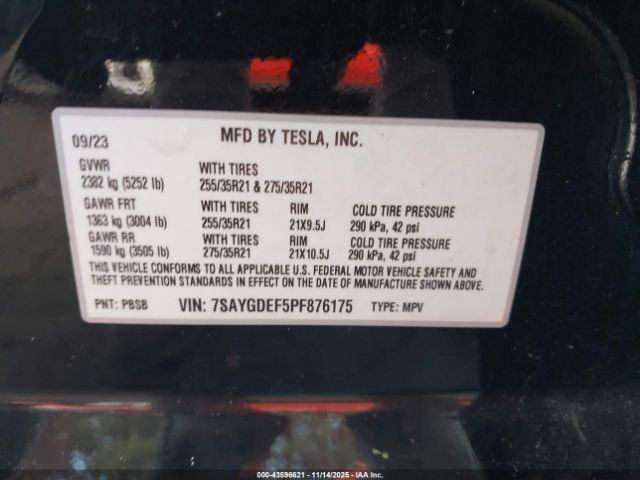 09/23 MFD BY TESLA, INC.
GVWR WITH TIRES
2382 kg (5252 lb) 255/35R21 & 275/35R21
GAWR FRT WITH TIRES RIM COLD TIRE PRESSURE
1363 kg (3004 lb) 255/35R21 21X9.5J 290 kPa, 42 psi
GAWR RR WITH TIRES RIM COLD TIRE PRESSURE
1590 kg (3505 lb) 275/35R21 21X10.5J 290 kPa, 42 psi
THIS VEHICLE CONFORMS TO ALL APPLICABLE U.S. FEDERAL MOTOR VEHICLE SAFETY AND
THEFT PREVENTION STANDARDS IN EFFECT ON THE DATE OF MANUFACTURE SHOWN ABOVE.
PNT: PBSB VIN: 7SAYGDEF5PF876175 TYPE: MPV
000-43596621 | 11/14/2025 | IAA Inc.